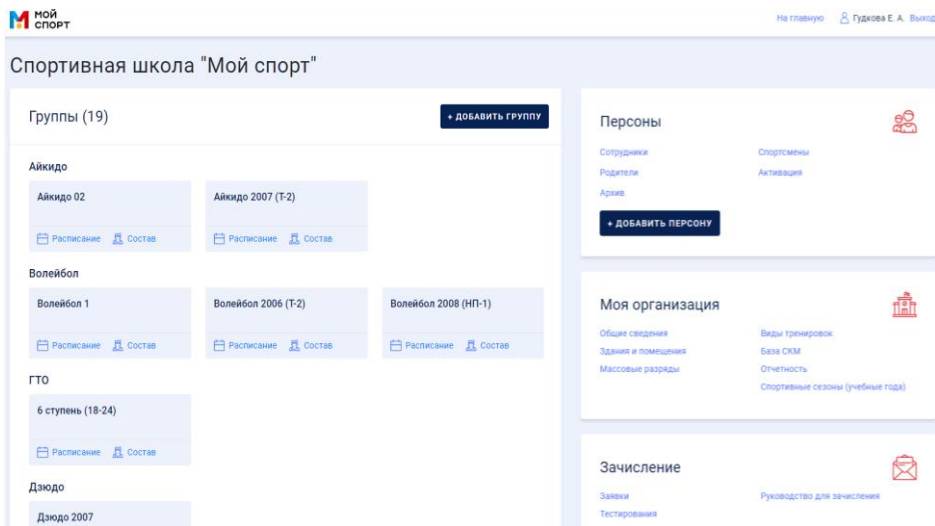 МОЙ
СПОРТ
На главную Гудкова Е. А. Выход
Спортивная школа "Мой спорт"
Группы (19)
+ ДОБАВИТЬ ГРУППУ
Айкидо
Айкидо 02
Расписание Состав
Айкидо 2007 (Т-2)
Расписание Состав
Волейбол
Волейбол 1
Расписание Состав
Волейбол 2006 (Т-2)
Расписание Состав
Волейбол 2008 (НП-1)
Расписание Состав
ГТО
6 ступень (18-24)
Расписание Состав
Дзюдо
Дзюдо 2007
Персоны
Сотрудники Спортсмены
Родители Активация
Архив
+ ДОБАВИТЬ ПЕРСОНУ
Моя организация
Общие сведения Виды тренировок
Здания и помещения База СКМ
Массовые разряды Отчетность
Спортивные сезоны (учебные года)
Зачисление
Заявки Руководство для зачисления
Тестирования